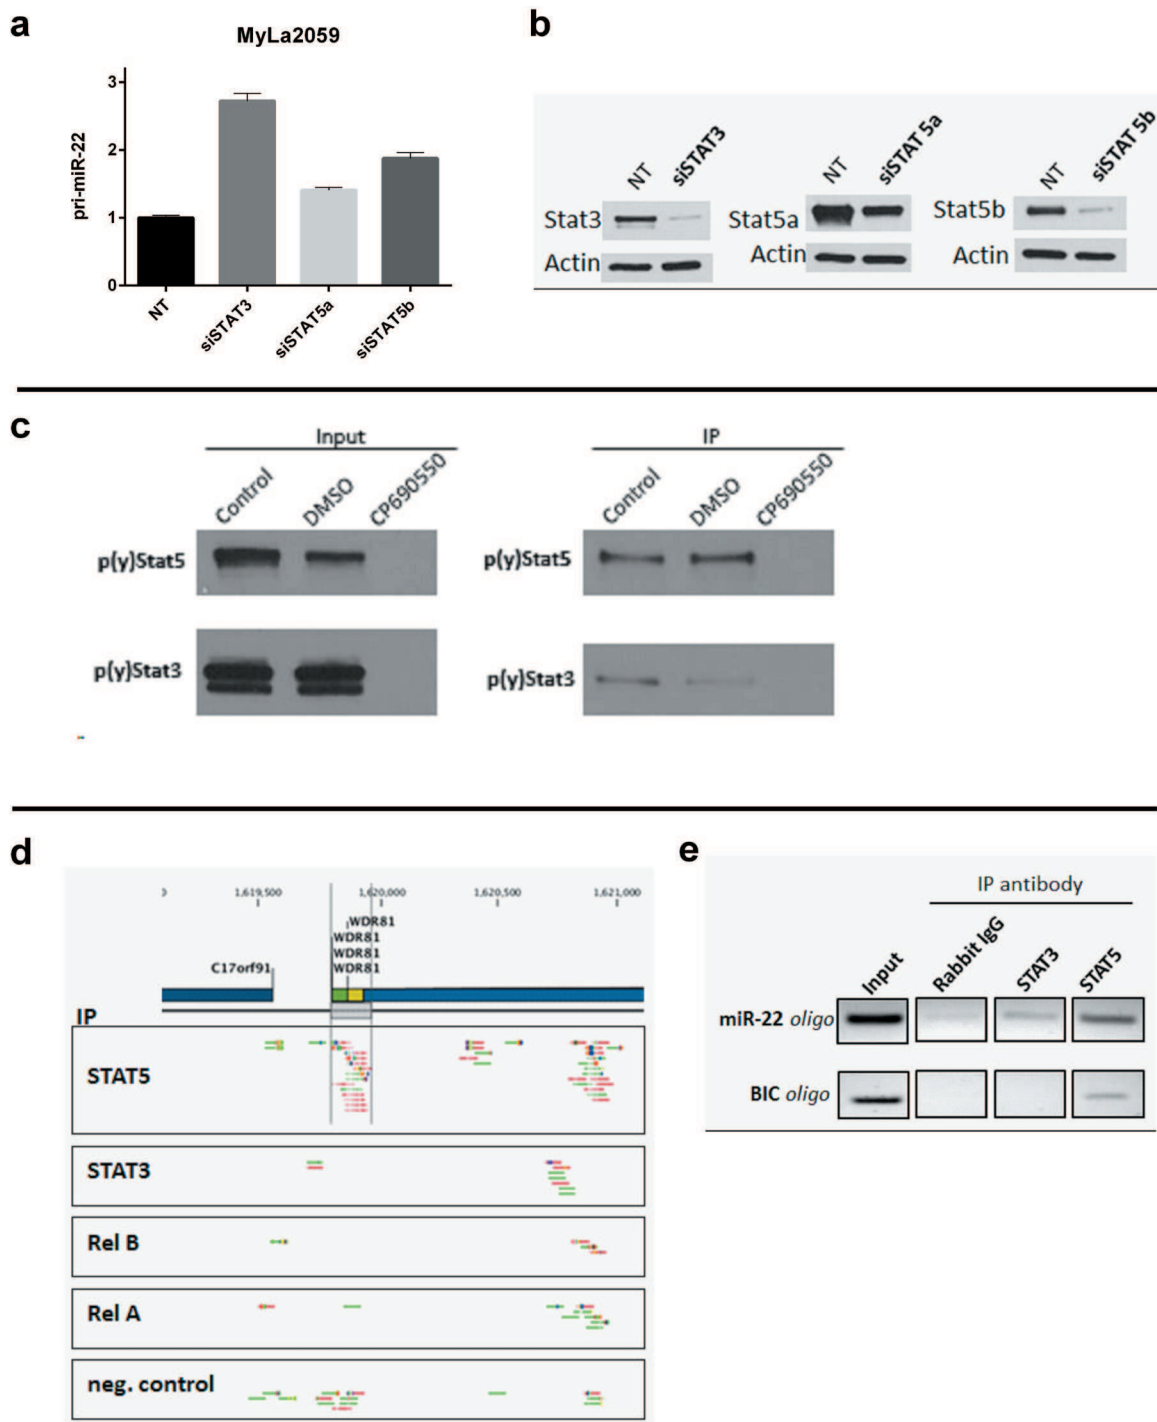 a
MyLa2059
pri-miR-22
3
2
1
0
NT
siSTAT3
siSTAT5a
siSTAT5b
b
NT
siSTAT3
Stat3
Actin
NT
siSTAT 5a
Stat5a
Actin
NT
siSTAT 5b
Stat5b
Actin
c
Input
Control
DMSO
CP690550
p(y)Stat5
p(y)Stat3
IP
Control
DMSO
CP690550
p(y)Stat5
p(y)Stat3
d
1,619,500
1,620,000
1,620,500
1,621,000
WDR81
WDR81
WDR81
WDR81
C17orf91
IP
STAT5
STAT3
Rel B
Rel A
neg. control
e
IP antibody
Input
Rabbit IgG
STAT3
STAT5
miR-22 oligo
BIC oligo